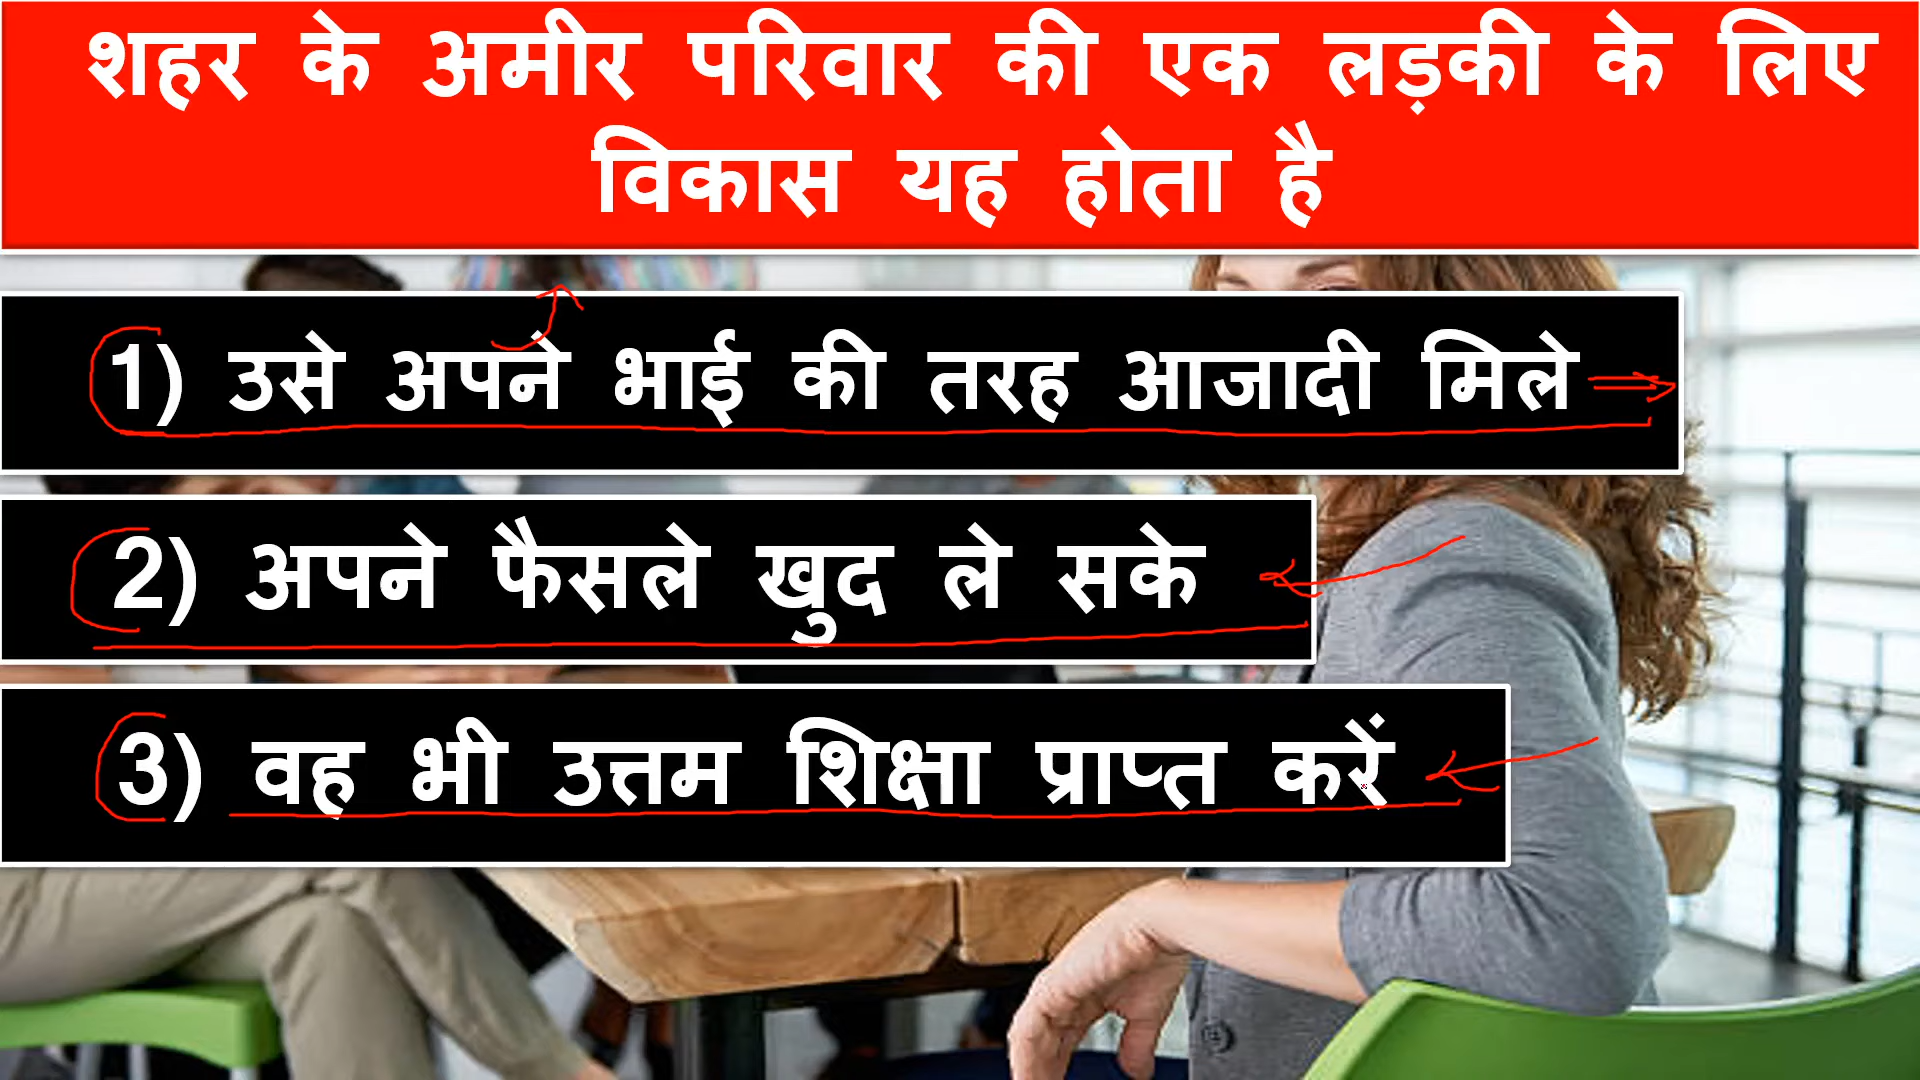 शहर के अमीर परिवार की एक लड़की के लिए
विकास यह होता है
1) उसे अपने भाई की तरह आजादी मिले
2) अपने फैसले खुद ले सके
3) वह भी उत्तम शिक्षा प्राप्त करें